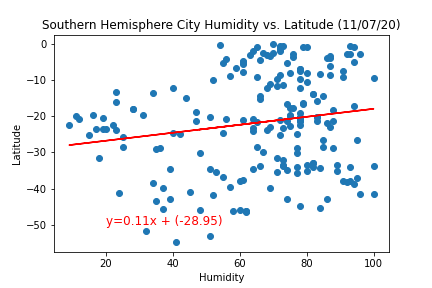 Southern Hemisphere City Humidity vs. Latitude (11/07/20)
0
−10
−20
−30
−40
−50
Latitude
y=0.11x + (-28.95)
20
40
60
80
100
Humidity